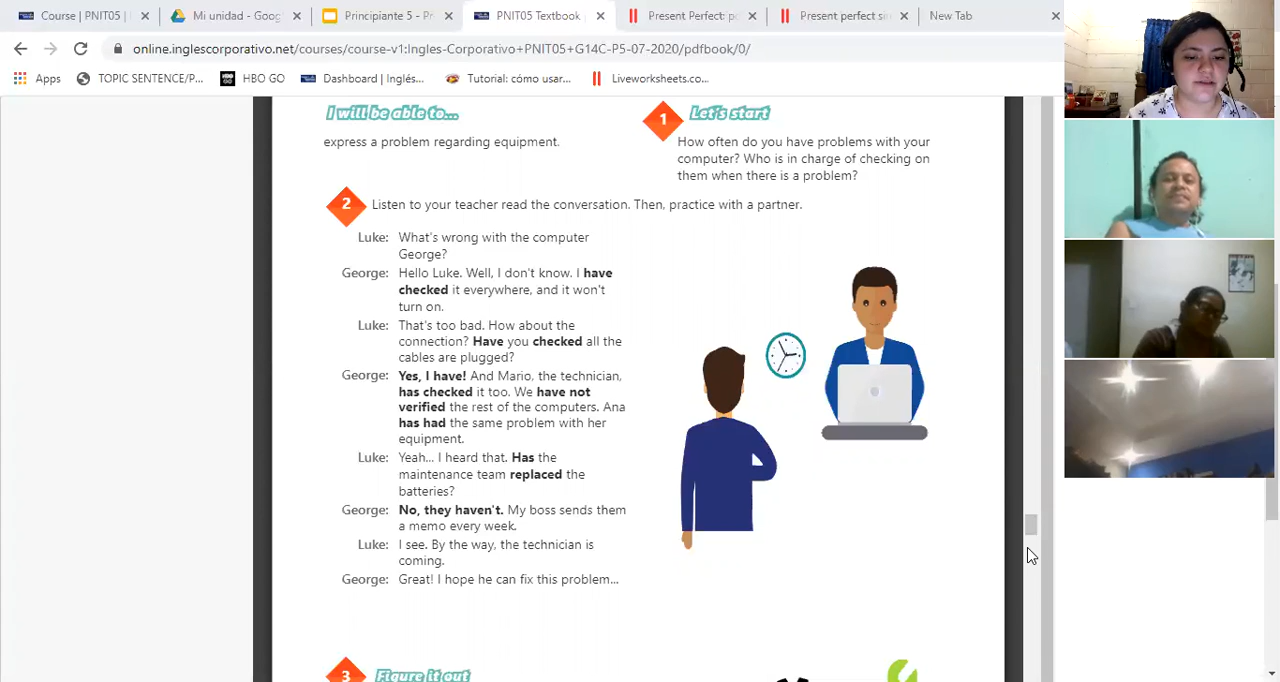 Course | PNIT05 |
Mi unidad - Goog
Principiante 5 - Pr
PNIT05 Textbook
Present Perfect: p
Present perfect si
New Tab
online.inglescorporativo.net/courses/course-v1:Ingles-Corporativo+PNIT05+G14C-P5-07-2020/pdfbook/0/
Apps
TOPIC SENTENCE/P...
HBO GO
Dashboard | Inglés...
Tutorial: cómo usar...
Liveworksheets.co...
I will be able to...
express a problem regarding equipment.
1
Let's start
How often do you have problems with your
computer? Who is in charge of checking on
them when there is a problem?
2
Listen to your teacher read the conversation. Then, practice with a partner.
Luke: What's wrong with the computer
George?
George: Hello Luke. Well, I don't know. I have
checked it everywhere, and it won't
turn on.
Luke: That's too bad. How about the
connection? Have you checked all the
cables are plugged?
George: Yes, I have! And Mario, the technician,
has checked it too. We have not
verified the rest of the computers. Ana
has had the same problem with her
equipment.
Luke: Yeah... I heard that. Has the
maintenance team replaced the
batteries?
George: No, they haven't. My boss sends them
a memo every week.
Luke: I see. By the way, the technician is
coming.
George: Great! I hope he can fix this problem...
3
Figure it out